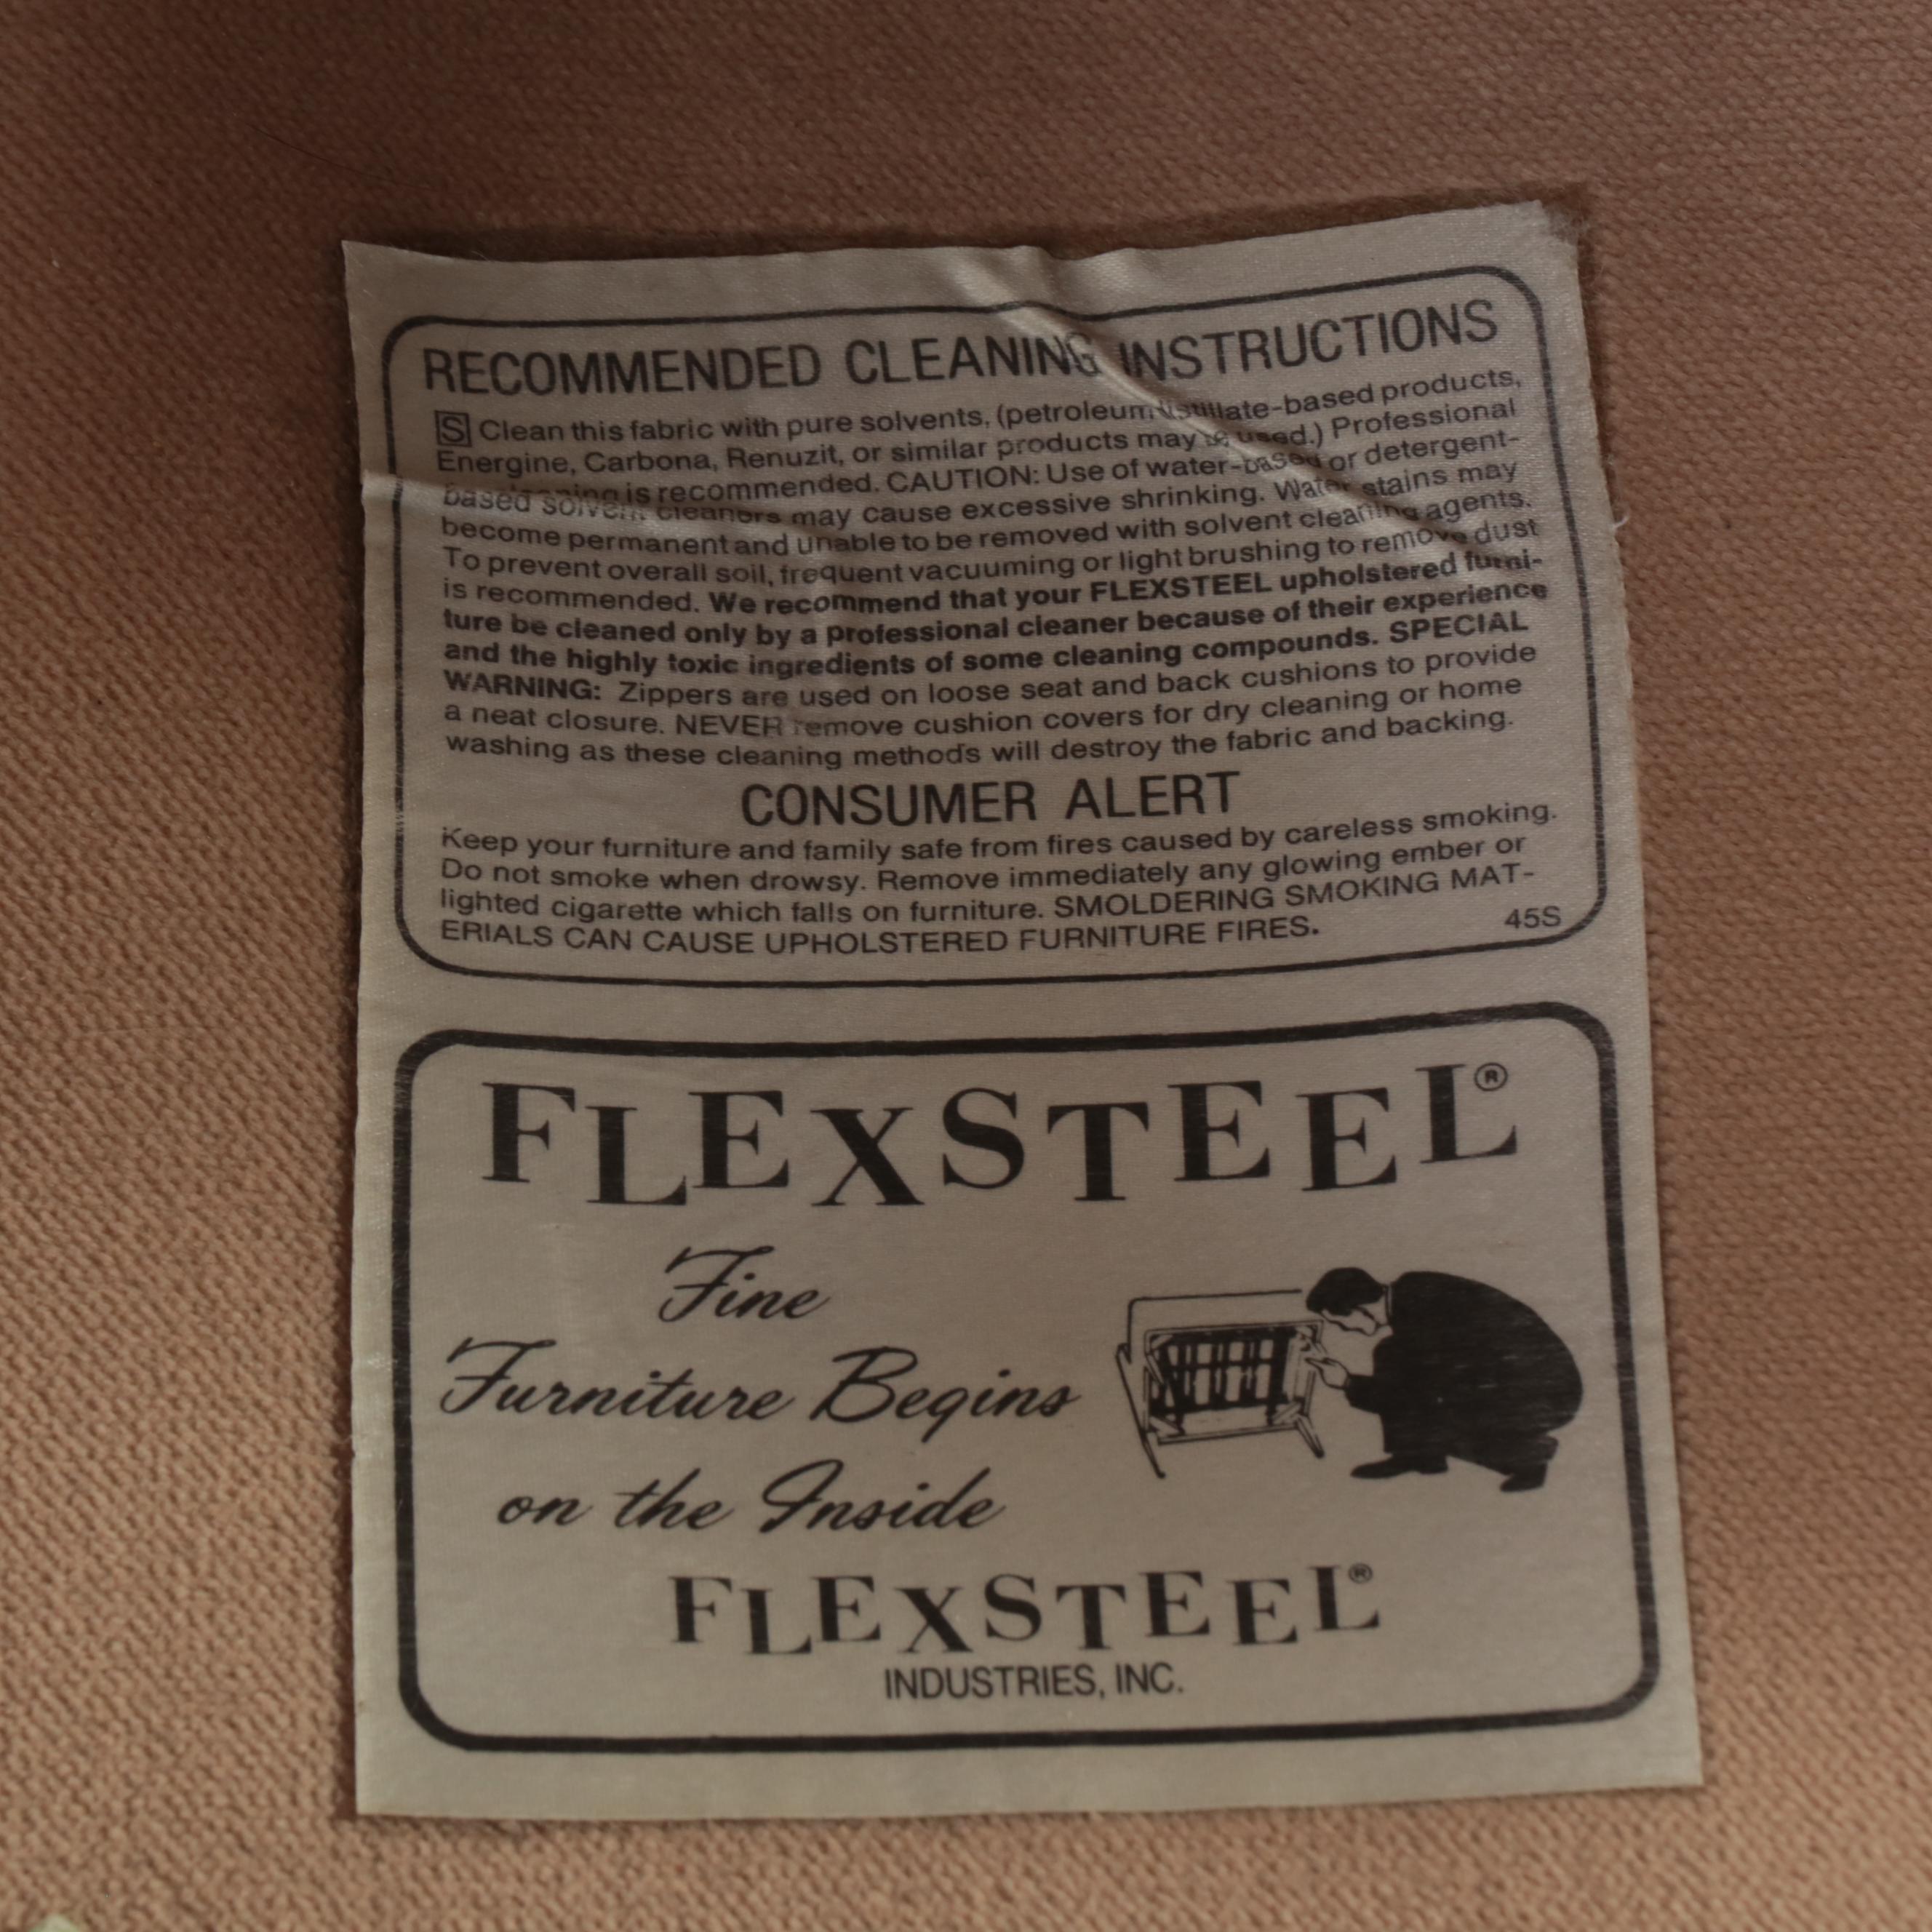 RECOMMENDED CLEANING INSTRUCTIONS
S Clean this fabric with pure solvents, (petroleum distillate-based products,
Energine, Carbona, Renuzit, or similar products may be used.) Professional
is recommended. CAUTION: Use of water-based or detergent-
based solvent cleaners may cause excessive shrinking. Water stains may
become permanent and unable to be removed with solvent cleaning agents.
To prevent overall soil, frequent vacuuming or light brushing to remove dust
is recommended. We recommend that your FLEXSTEEL upholstered furni-
ture be cleaned only by a professional cleaner because of their experience
and the highly toxic ingredients of some cleaning compounds. SPECIAL
WARNING: Zippers are used on loose seat and back cushions to provide
a neat closure. NEVER remove cushion covers for dry cleaning or home
washing as these cleaning methods will destroy the fabric and backing.
CONSUMER ALERT
Keep your furniture and family safe from fires caused by careless smoking.
Do not smoke when drowsy. Remove immediately any glowing ember or
lighted cigarette which falls on furniture. SMOLDERING SMOKING MAT-
ERIALS CAN CAUSE UPHOLSTERED FURNITURE FIRES. 45S
FLEXSTEEL®
Fine
Furniture Begins
on the Inside
FLEXSTEEL®
INDUSTRIES, INC.